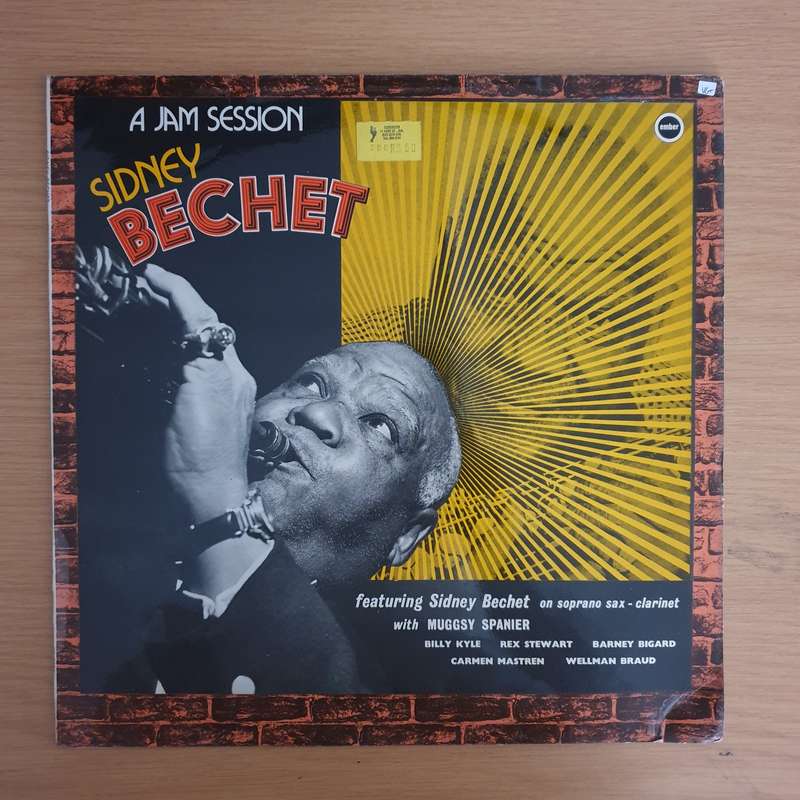 A JAM SESSION
SIDNEY
BECHET
ember
featuring Sidney Bechet on soprano sax - clarinet
with MUGGSY SPANIER
BILLY KYLE REX STEWART BARNEY BIGARD
CARMEN MASTREN WELLMAN BRAUD